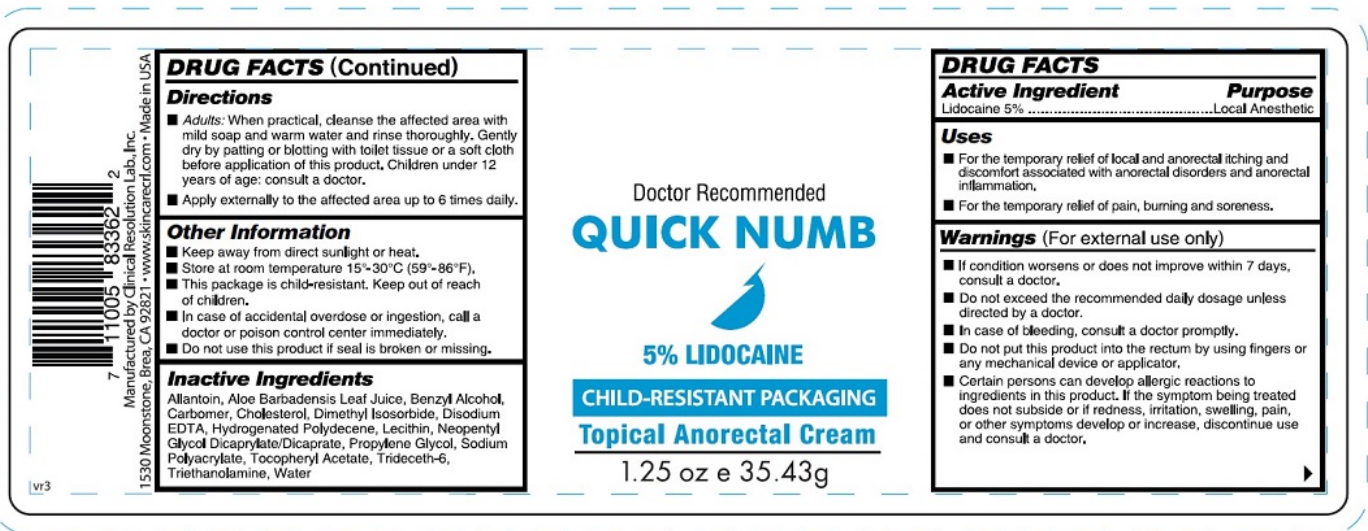 DRUG FACTS (Continued)
Directions
■ Adults: When practical, cleanse the affected area with
mild soap and warm water and rinse thoroughly. Gently
dry by patting or blotting with toilet tissue or a soft cloth
before application of this product. Children under 12
years of age: consult a doctor.
■ Apply externally to the affected area up to 6 times daily.
Other Information
■ Keep away from direct sunlight or heat.
■ Store at room temperature 15°-30°C (59°-86°F).
■ This package is child-resistant. Keep out of reach
of children.
■ In case of accidental overdose or ingestion, call a
doctor or poison control center immediately.
■ Do not use this product if seal is broken or missing.
Inactive Ingredients
Allantoin, Aloe Barbadensis Leaf Juice, Benzyl Alcohol,
Carbomer, Cholesterol, Dimethyl Isosorbide, Disodium
EDTA, Hydrogenated Polydecene, Lecithin, Neopentyl
Glycol Dicaprylate/Dicaprate, Propylene Glycol, Sodium
Polyacrylate, Tocopheryl Acetate, Trideceth-6,
Triethanolamine, Water
7 11005 83362 2
Manufactured by Clinical Resolution Lab., Inc.
1530 Moonstone, Brea, CA 92821 • www.skincarecrl.com • Made in USA
vr3
Doctor Recommended
QUICK NUMB
5% LIDOCAINE
CHILD-RESISTANT PACKAGING
Topical Anorectal Cream
1.25 oz e 35.43g
DRUG FACTS
Active Ingredient Purpose
Lidocaine 5% ........................................ Local Anesthetic
Uses
■ For the temporary relief of local and anorectal itching and
discomfort associated with anorectal disorders and anorectal
inflammation.
■ For the temporary relief of pain, burning and soreness.
Warnings (For external use only)
■ If condition worsens or does not improve within 7 days,
consult a doctor.
■ Do not exceed the recommended daily dosage unless
directed by a doctor.
■ In case of bleeding, consult a doctor promptly.
■ Do not put this product into the rectum by using fingers or
any mechanical device or applicator.
■ Certain persons can develop allergic reactions to
ingredients in this product. If the symptom being treated
does not subside or if redness, irritation, swelling, pain,
or other symptoms develop or increase, discontinue use
and consult a doctor.